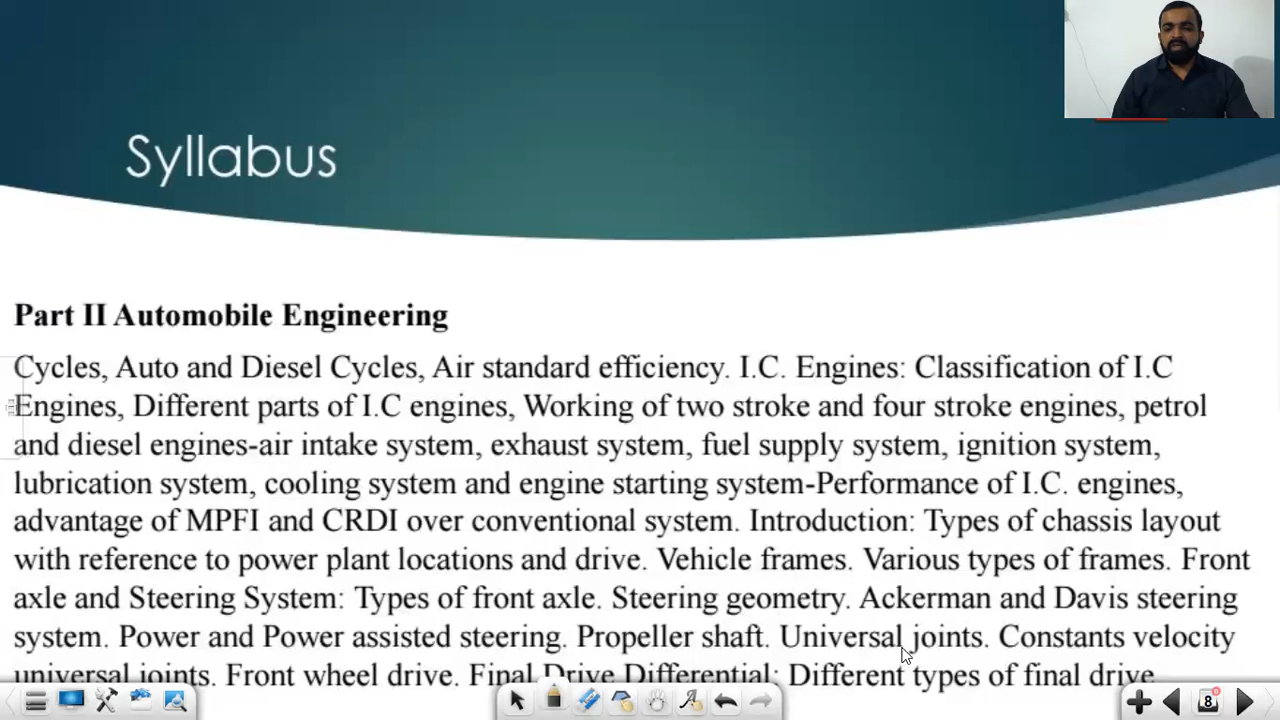 Syllabus
Part II Automobile Engineering
Cycles, Auto and Diesel Cycles, Air standard efficiency. I.C. Engines: Classification of I.C
Engines, Different parts of I.C engines, Working of two stroke and four stroke engines, petrol
and diesel engines-air intake system, exhaust system, fuel supply system, ignition system,
lubrication system, cooling system and engine starting system-Performance of I.C. engines,
advantage of MPFI and CRDI over conventional system. Introduction: Types of chassis layout
with reference to power plant locations and drive. Vehicle frames. Various types of frames. Front
axle and Steering System: Types of front axle. Steering geometry. Ackerman and Davis steering
system. Power and Power assisted steering. Propeller shaft. Universal joints. Constants velocity
universal joints. Front wheel drive. Final Drive Differential: Different types of final drive
8